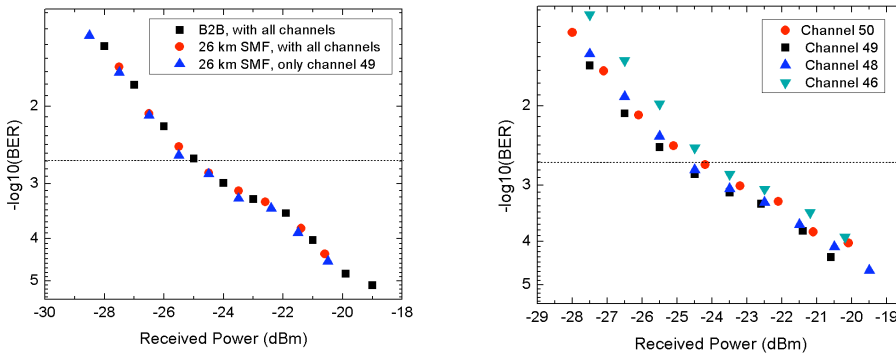 B2B, with all channels
26 km SMF, with all channels
26 km SMF, only channel 49
2
3
4
5
-log10(BER)
-30 -28 -26 -24 -22 -20 -18
Received Power (dBm)
Channel 50
Channel 49
Channel 48
Channel 46
2
3
4
5
-log10(BER)
-29 -28 -27 -26 -25 -24 -23 -22 -21 -20 -19
Received Power (dBm)